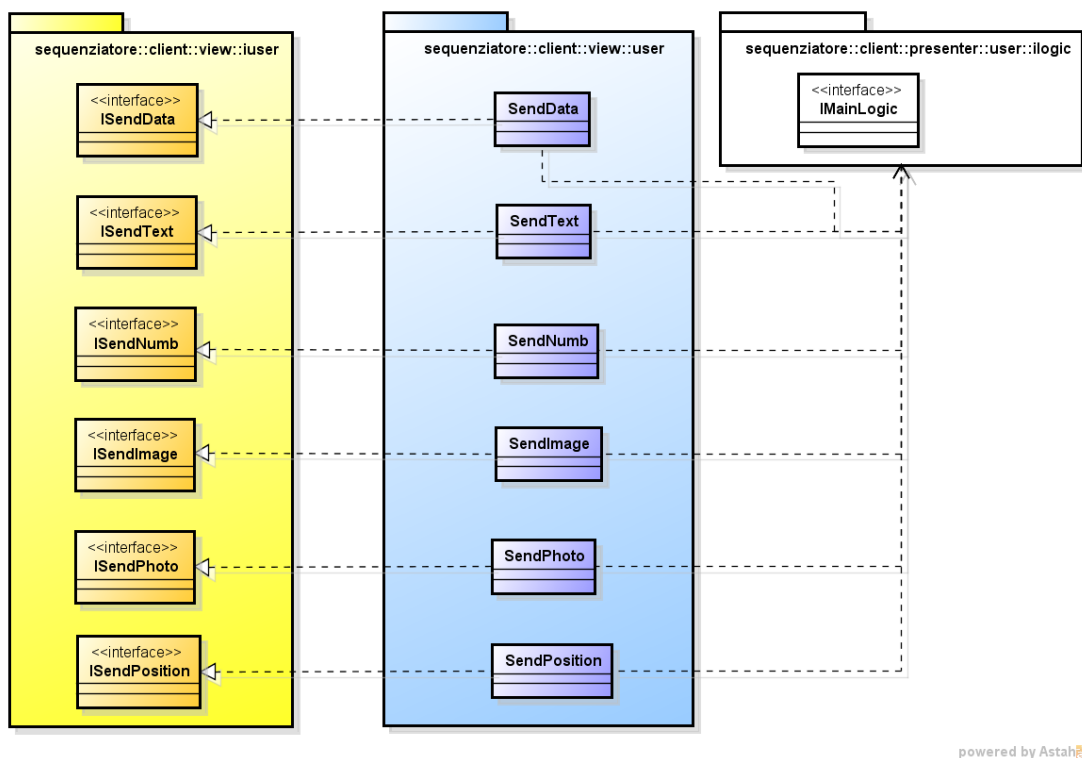 sequenziatore::client::view::iuser
<<interface>>
ISendData
<<interface>>
ISendText
<<interface>>
ISendNumb
<<interface>>
ISendImage
<<interface>>
ISendPhoto
<<interface>>
ISendPosition
sequenziatore::client::view::user
SendData
SendText
SendNumb
SendImage
SendPhoto
SendPosition
sequenziatore::client::presenter::user::ilogic
<<interface>>
IMainLogic
powered by Astah